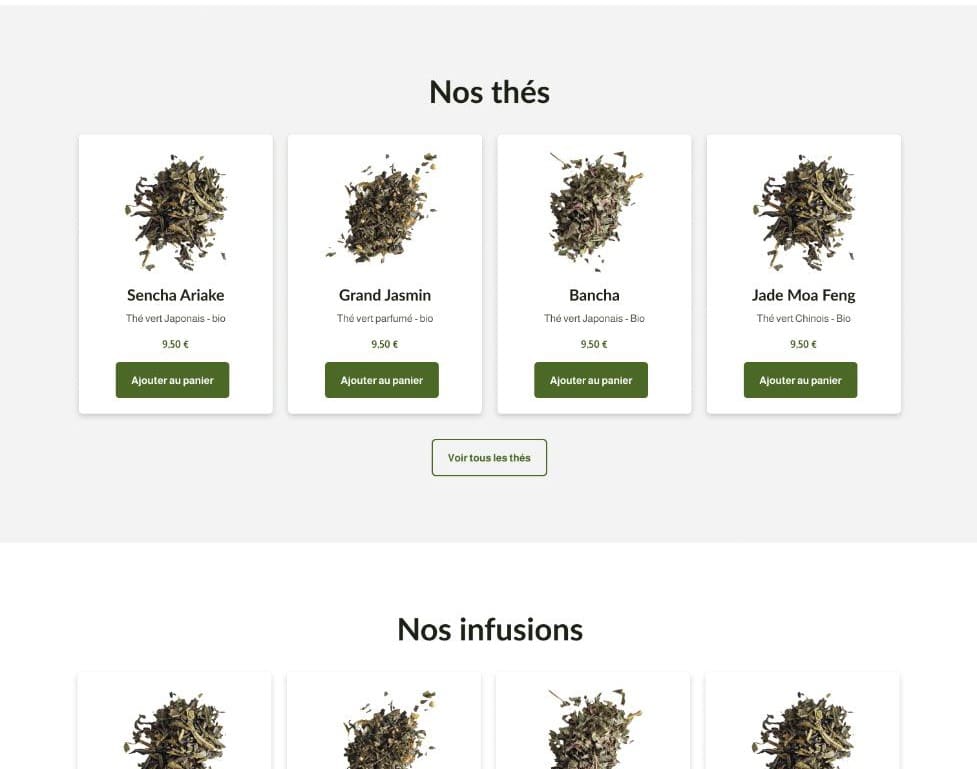 Nos thés
Sencha Ariake
Thé vert Japonais - bio
9,50 €
Ajouter au panier
Grand Jasmin
Thé vert parfumé - bio
9,50 €
Ajouter au panier
Bancha
Thé vert Japonais - Bio
9,50 €
Ajouter au panier
Jade Moa Feng
Thé vert Chinois - Bio
9,50 €
Ajouter au panier
Voir tous les thés
Nos infusions